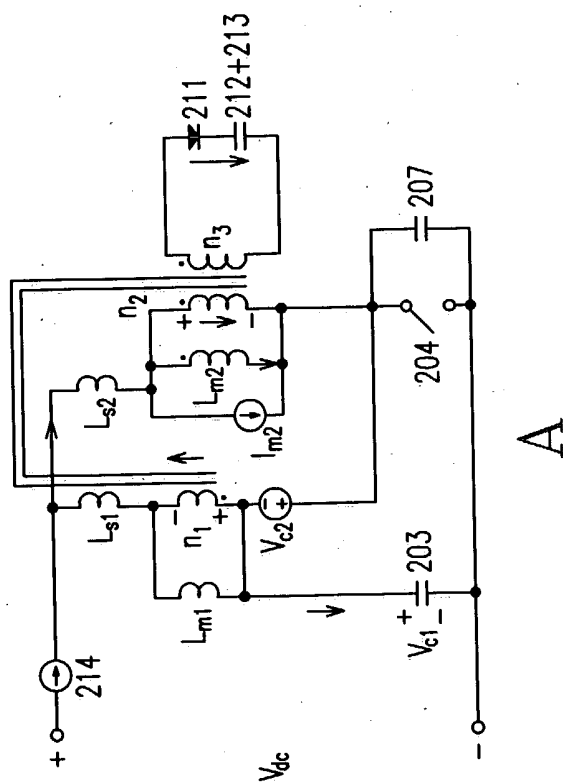 +
214
Vdc
-
Ls1
Ls2
Lm1
n1
-
+
Vc2
-
+
203
Vc1
+
-
Im2
Lm2
n2
+
-
n3
211
212+213
204
207
A